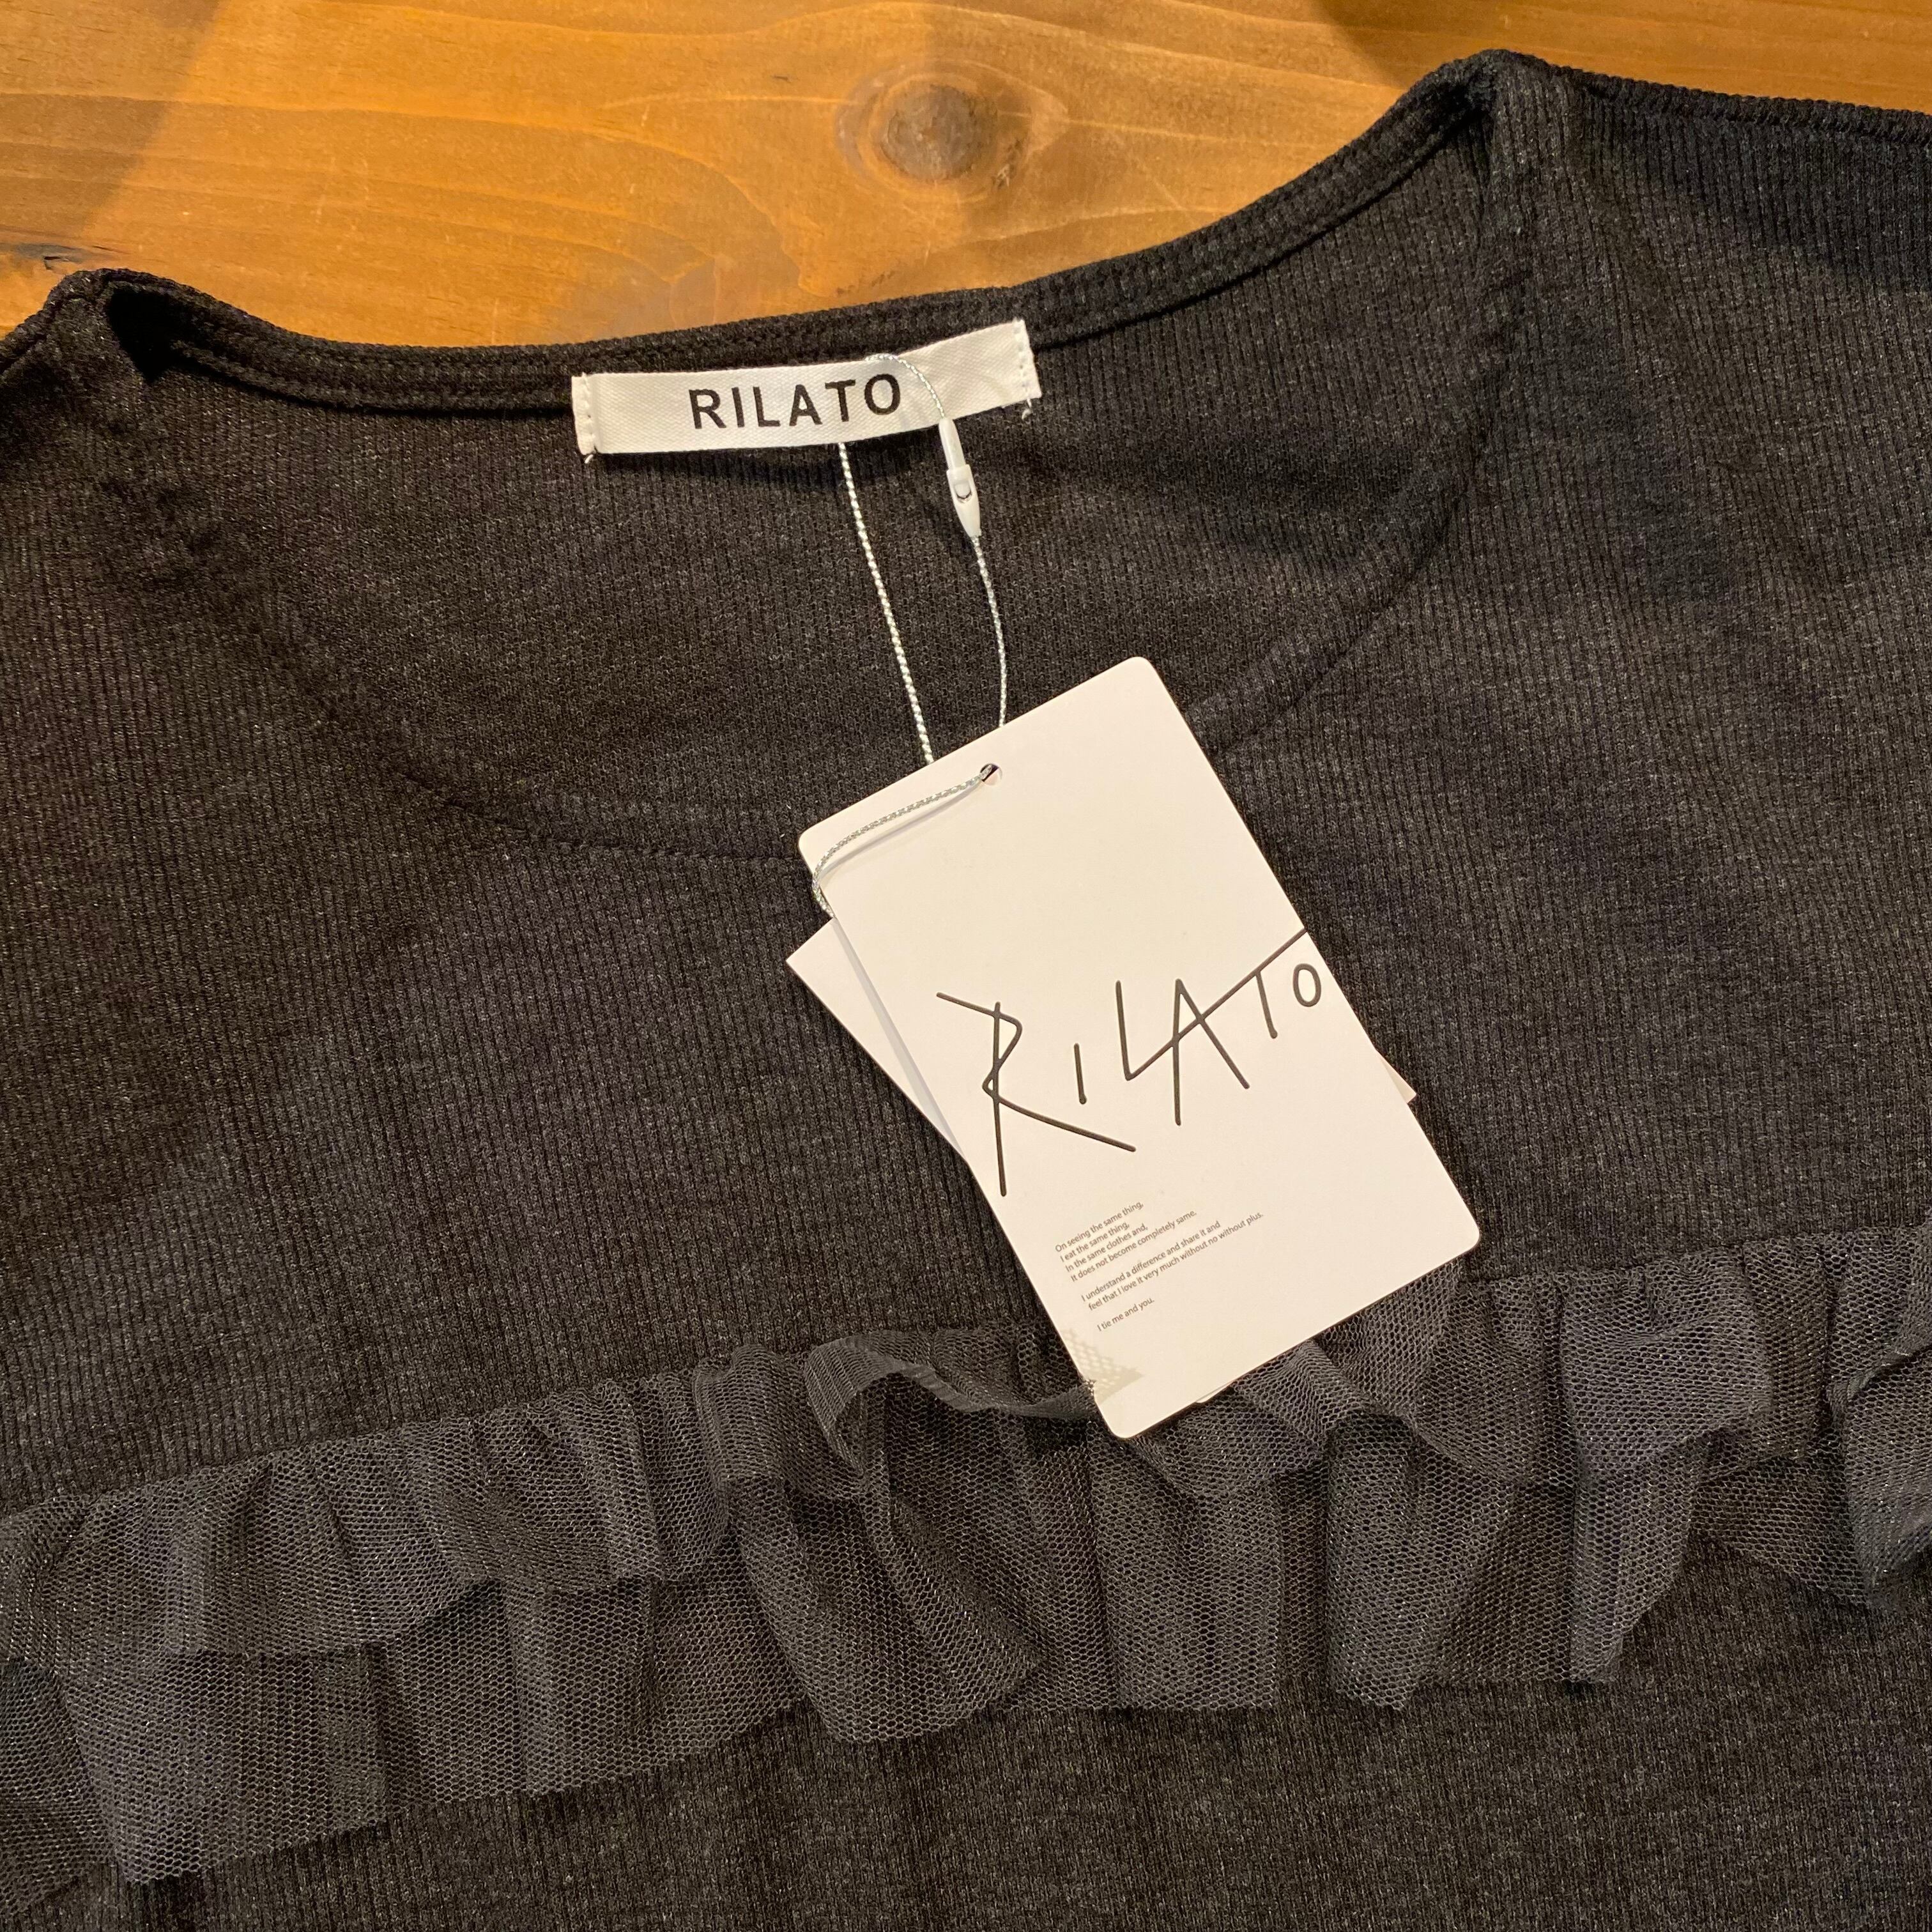 RILATO
RILATO
On seeing the same thing,
I eat the same thing,
In the same clothes and,
It does not become completely same.
I understand a difference and share it and
feel that I love it very much without no without plus.
I tie me and you.